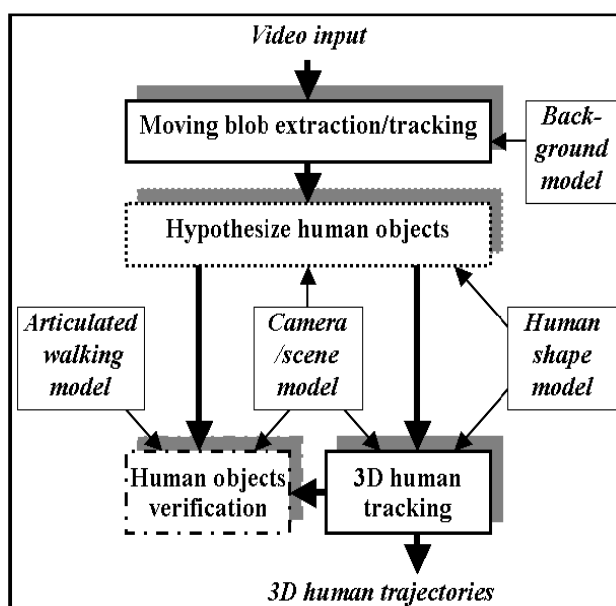 Video input
Moving blob extraction/tracking
Back-
ground
model
Hypothesize human objects
Articulated
walking
model
Camera
/scene
model
Human
shape
model
Human objects
verification
3D human
tracking
3D human trajectories